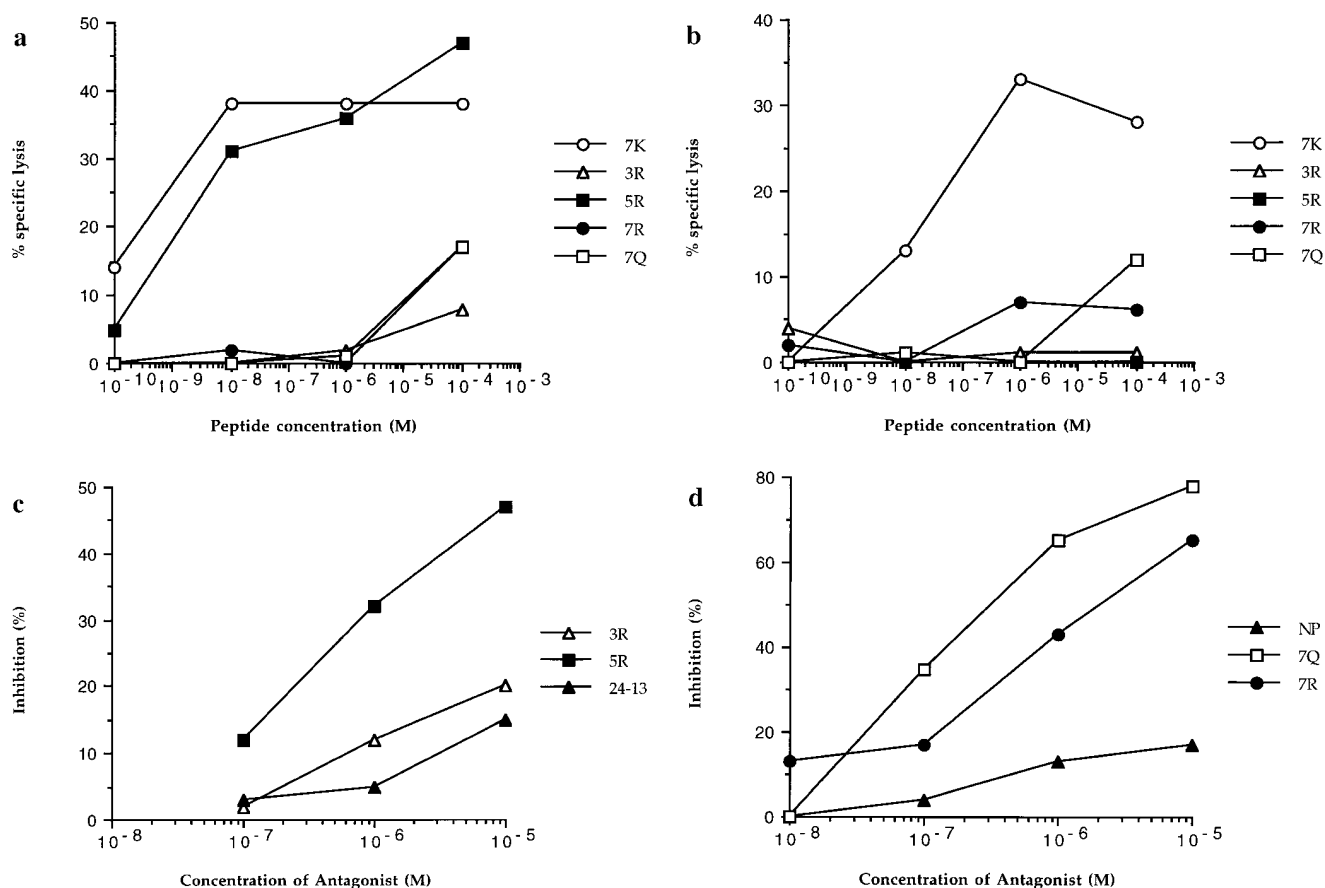 a
50
40
30
20
10
0
% specific lysis
10-10 10-9 10-8 10-7 10-6 10-5 10-4 10-3
Peptide concentration (M)
7K
3R
5R
7R
7Q
b
40
30
20
10
0
% specific lysis
10-10 10-9 10-8 10-7 10-6 10-5 10-4 10-3
Peptide concentration (M)
7K
3R
5R
7R
7Q
c
50
40
30
20
10
0
Inhibition (%)
10-8 10-7 10-6 10-5
Concentration of Antagonist (M)
3R
5R
24-13
d
80
60
40
20
0
Inhibition (%)
10-8 10-7 10-6 10-5
Concentration of Antagonist (M)
NP
7Q
7R